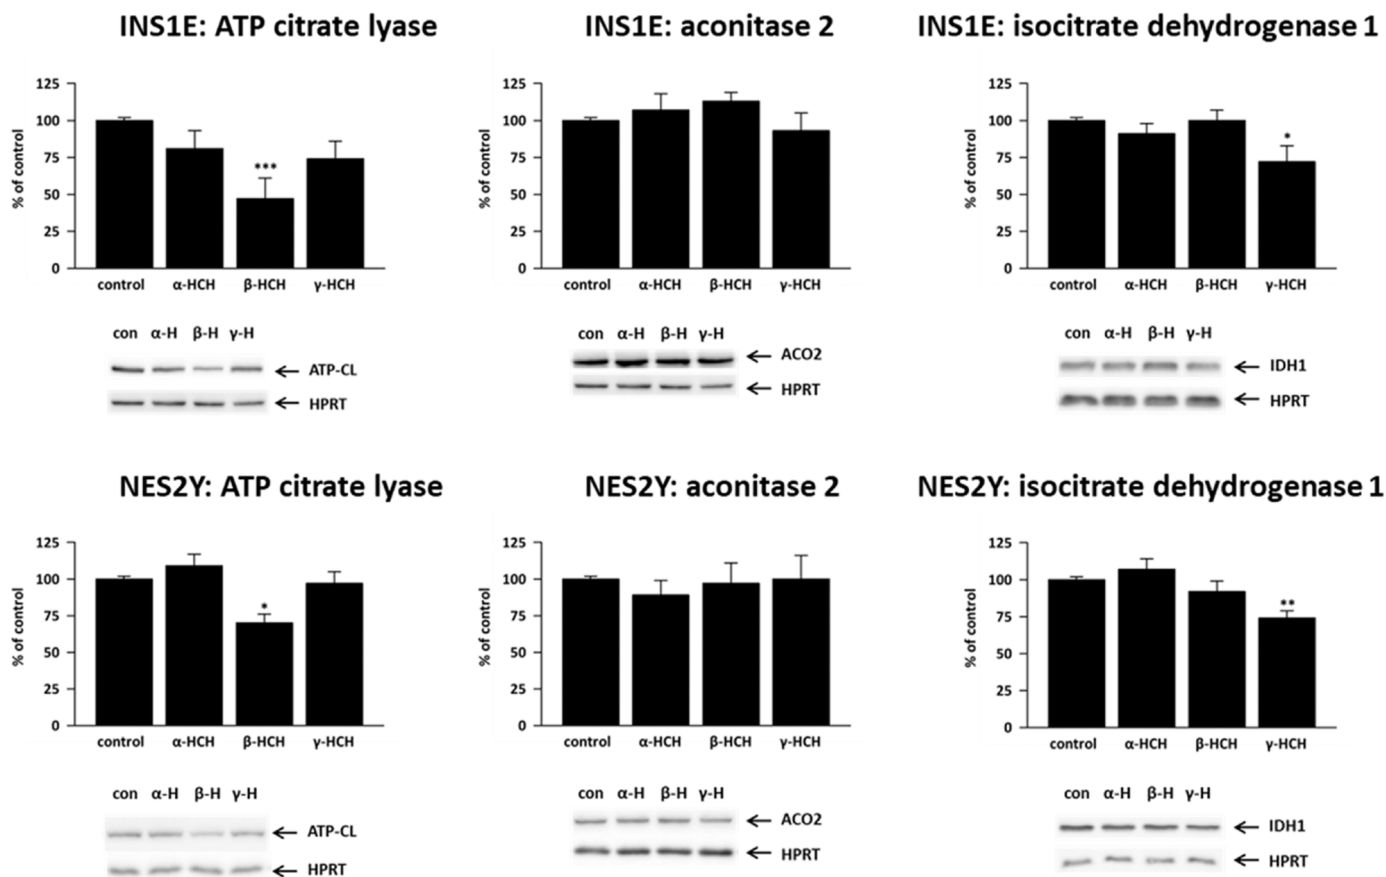 INS1E: ATP citrate lyase
125
100
75
50
25
0
% of control
***
control α-HCH β-HCH γ-HCH
con α-H β-H γ-H
ATP-CL
HPRT
INS1E: aconitase 2
125
100
75
50
25
0
% of control
control α-HCH β-HCH γ-HCH
con α-H β-H γ-H
ACO2
HPRT
INS1E: isocitrate dehydrogenase 1
125
100
75
50
25
0
% of control
*
control α-HCH β-HCH γ-HCH
con α-H β-H γ-H
IDH1
HPRT
NES2Y: ATP citrate lyase
125
100
75
50
25
0
% of control
*
control α-HCH β-HCH γ-HCH
con α-H β-H γ-H
ATP-CL
HPRT
NES2Y: aconitase 2
125
100
75
50
25
0
% of control
control α-HCH β-HCH γ-HCH
con α-H β-H γ-H
ACO2
HPRT
NES2Y: isocitrate dehydrogenase 1
125
100
75
50
25
0
% of control
**
control α-HCH β-HCH γ-HCH
con α-H β-H γ-H
IDH1
HPRT